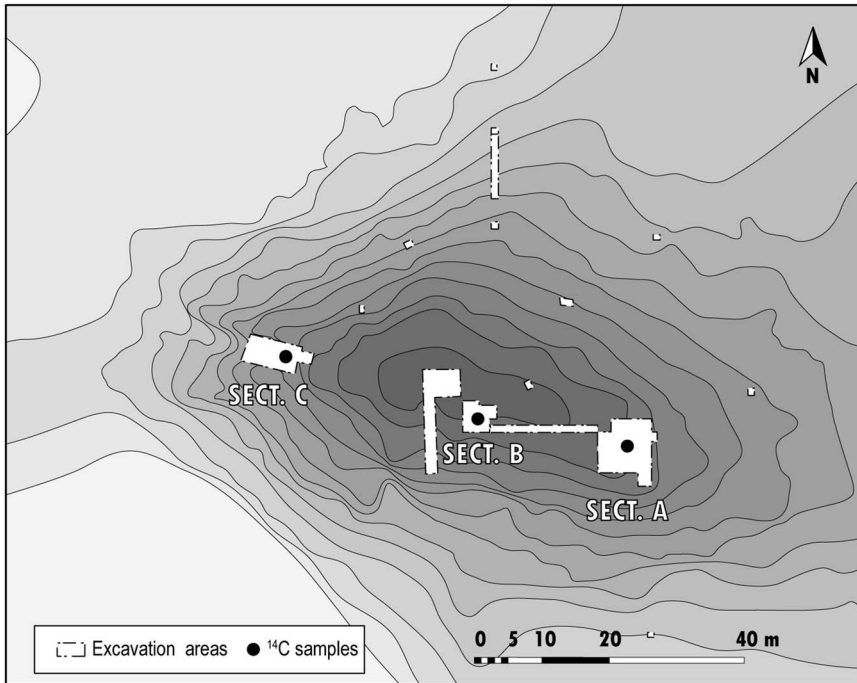 N
SECT. C
SECT. B
SECT. A
Excavation areas ¹⁴C samples
0 5 10 20 40 m